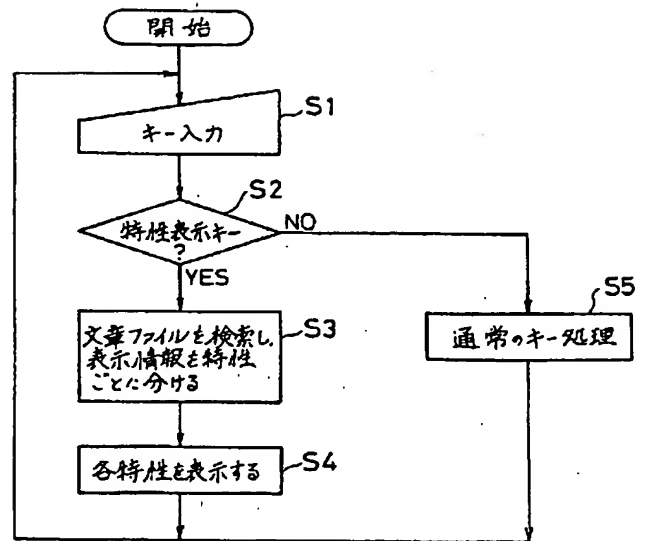 開始
S1
キー入力
S2
特性表示キー
?
NO
YES
S3
文章ファイルを検索し,
表示情報を特性
ごとに分ける
S5
通常のキー処理
S4
各特性を表示する